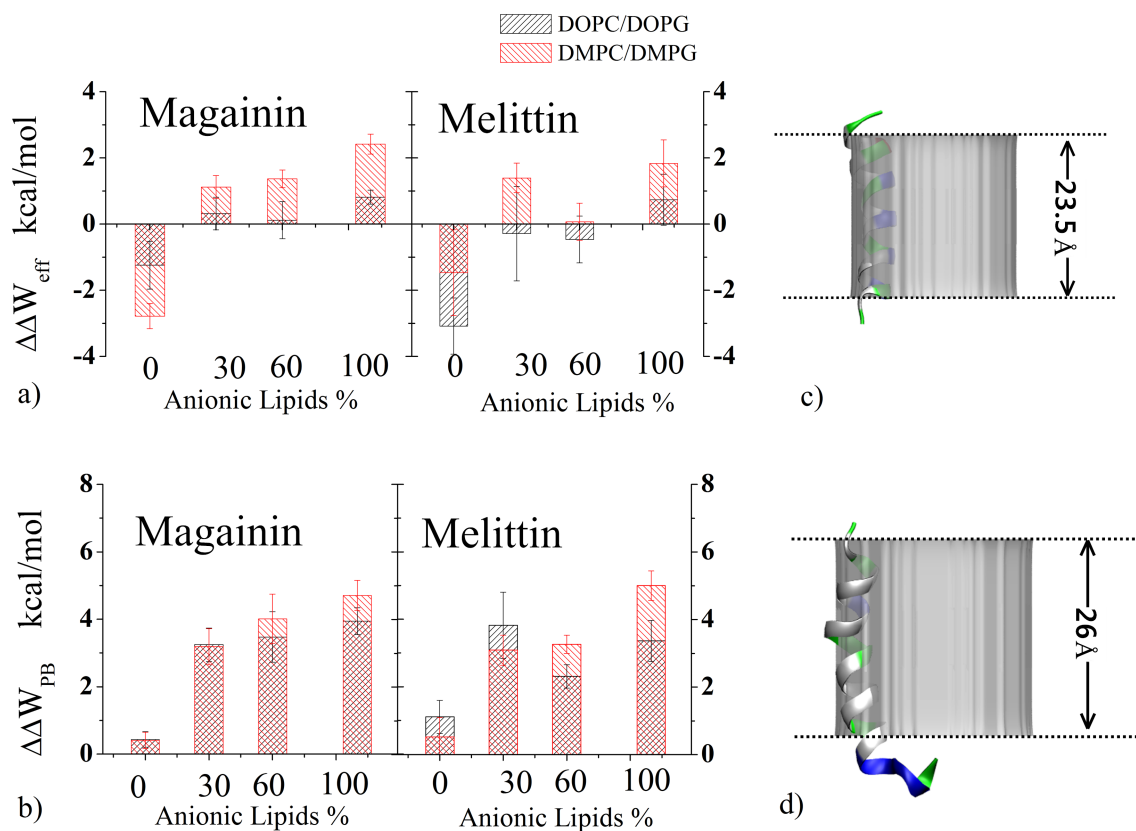 DOPC/DOPG
DMPC/DMPG
4
2
0
-2
-4
ΔΔW_eff kcal/mol
Magainin
Melittin
4
2
0
-2
-4
0 30 60 100
0 30 60 100
Anionic Lipids %
Anionic Lipids %
a)
23.5 Å
c)
8
6
4
2
0
ΔΔW_PB kcal/mol
Magainin
Melittin
8
6
4
2
0
0 30 60 100
0 30 60 100
Anionic Lipids %
Anionic Lipids %
b)
26 Å
d)